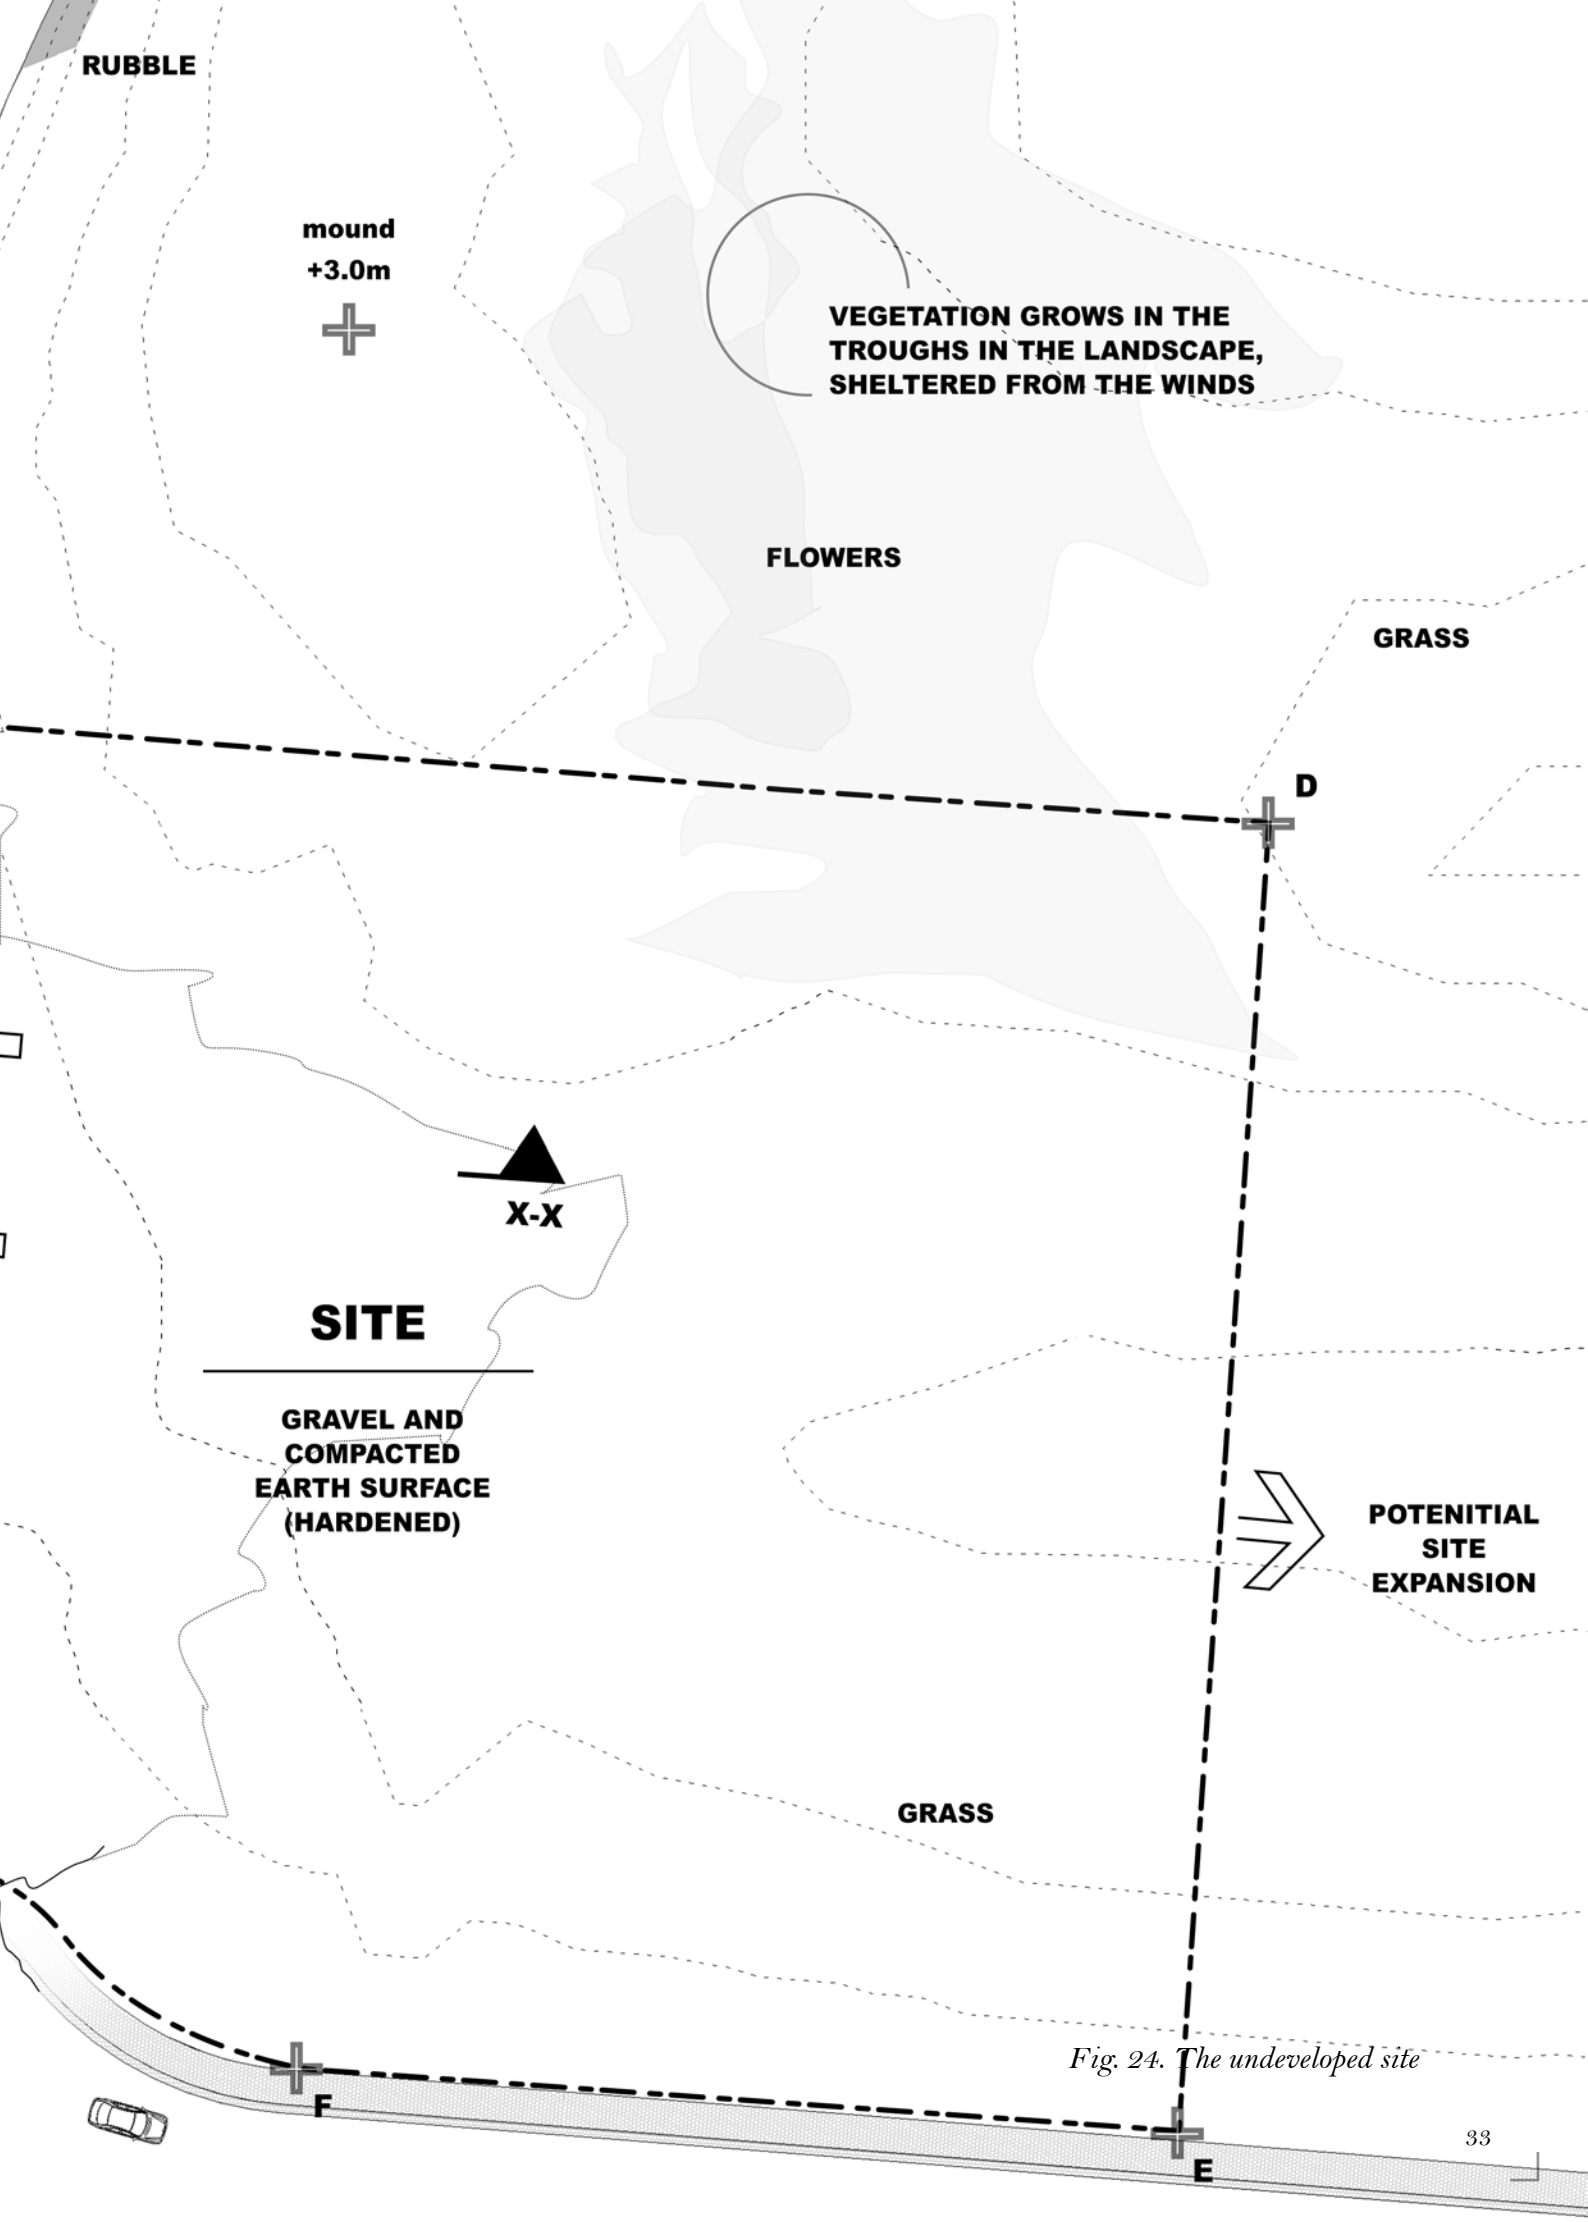 RUBBLE
mound
+3.0m
VEGETATION GROWS IN THE
TROUGHS IN THE LANDSCAPE,
SHELTERED FROM THE WINDS
FLOWERS
GRASS
D
X-X
SITE
GRAVEL AND
COMPACTED
EARTH SURFACE
(HARDENED)
POTENITIAL
SITE
EXPANSION
GRASS
Fig. 24. The undeveloped site
F
33
E